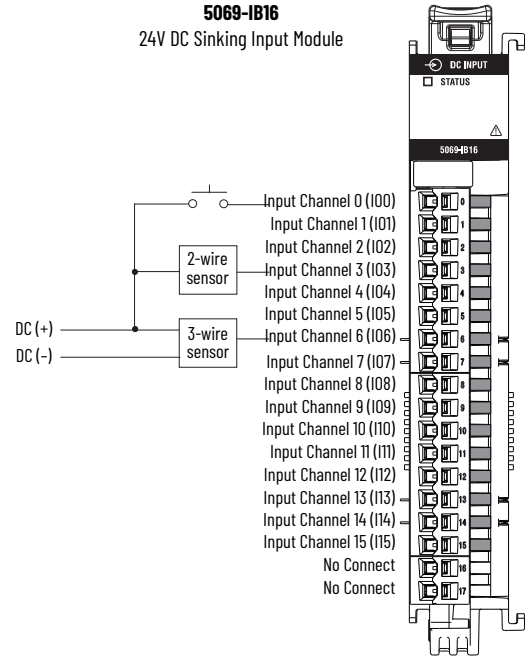 5069-IB16
24V DC Sinking Input Module
DC INPUT
STATUS
5069-IB16
Input Channel 0 (I00) 0
Input Channel 1 (I01) 1
Input Channel 2 (I02) 2
2-wire
sensor
Input Channel 3 (I03) 3
Input Channel 4 (I04) 4
Input Channel 5 (I05) 5
DC (+)
DC (-)
3-wire
sensor
Input Channel 6 (I06) 6
Input Channel 7 (I07) 7
Input Channel 8 (I08) 8
Input Channel 9 (I09) 9
Input Channel 10 (I10) 10
Input Channel 11 (I11) 11
Input Channel 12 (I12) 12
Input Channel 13 (I13) 13
Input Channel 14 (I14) 14
Input Channel 15 (I15) 15
No Connect 16
No Connect 17